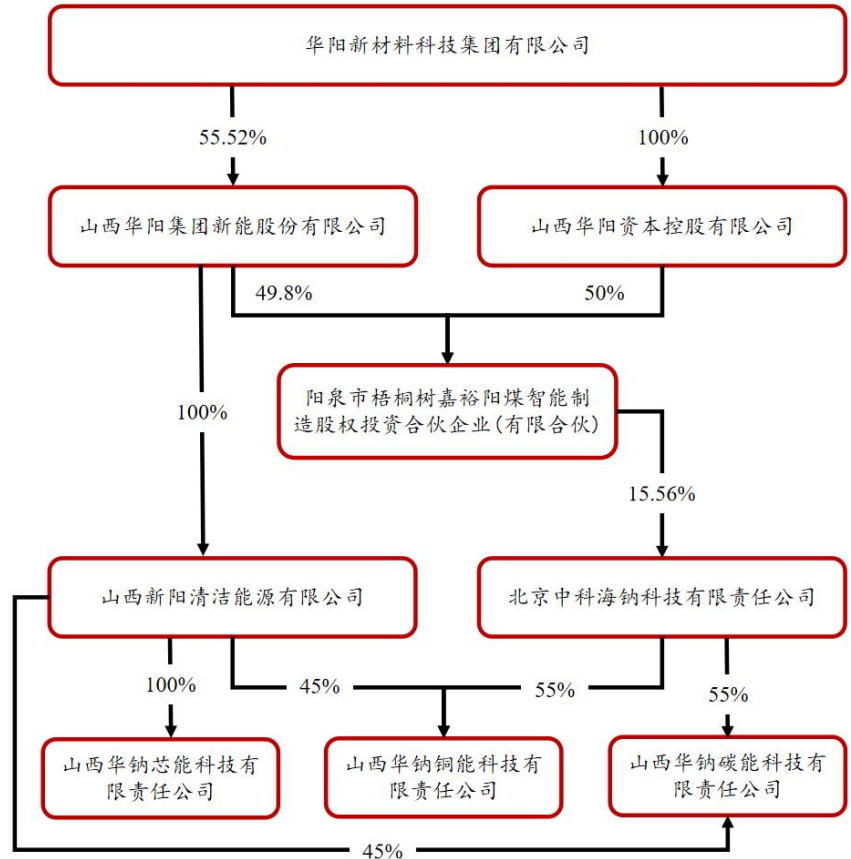 华阳新材料科技集团有限公司
55.52%
100%
山西华阳集团新能股份有限公司
山西华阳资本控股有限公司
49.8%
50%
阳泉市梧桐树嘉裕阳煤智能制
造股权投资合伙企业(有限合伙)
100%
15.56%
山西新阳清洁能源有限公司
北京中科海钠科技有限责任公司
100%
45%
55%
55%
山西华钠芯能科技有
限责任公司
山西华钠铜能科技有
限责任公司
山西华钠碳能科技有
限责任公司
45%